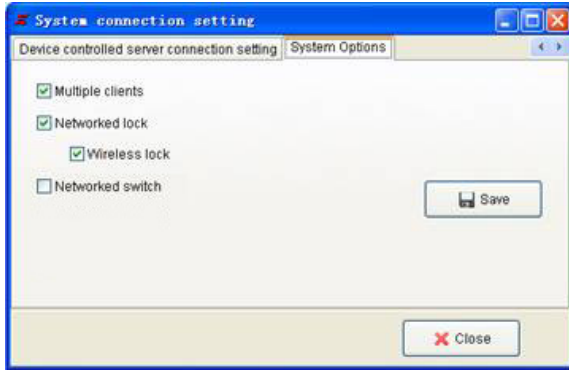 System connection setting
Device controlled server connection setting System Options
Multiple clients
Networked lock
Wireless lock
Networked switch
Save
Close